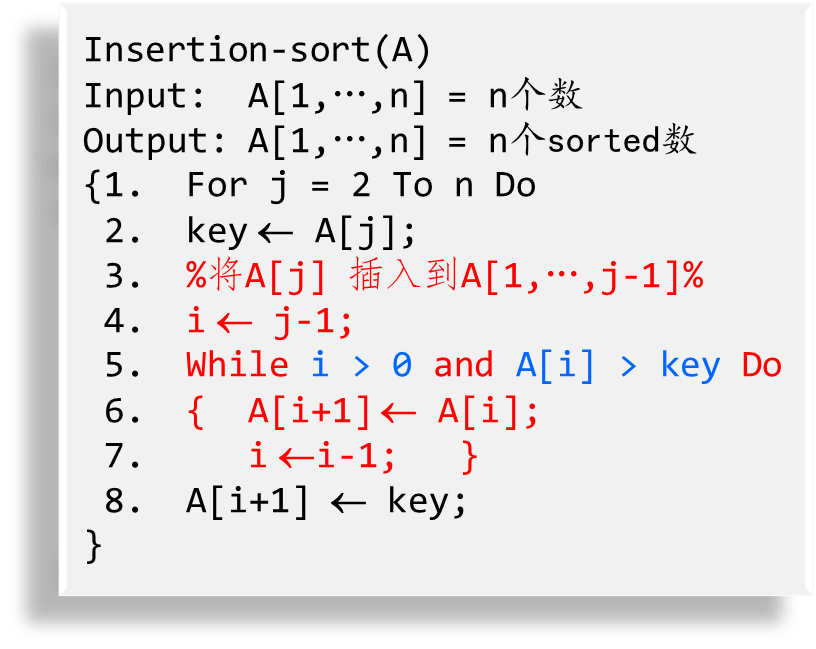 Insertion-sort(A)
Input: A[1,⋯,n] = n个数
Output: A[1,⋯,n] = n个sorted数
{1. For j = 2 To n Do
2. key ← A[j];
3. %将A[j] 插入到A[1,⋯,j-1]%
4. i ← j-1;
5. While i > 0 and A[i] > key Do
6. { A[i+1]← A[i];
7. i ←i-1; }
8. A[i+1] ← key;
}